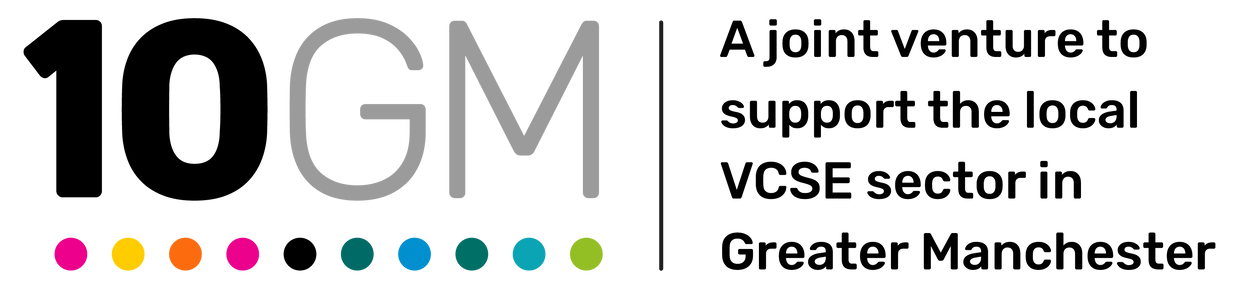 10GM
A joint venture to
support the local
VCSE sector in
Greater Manchester